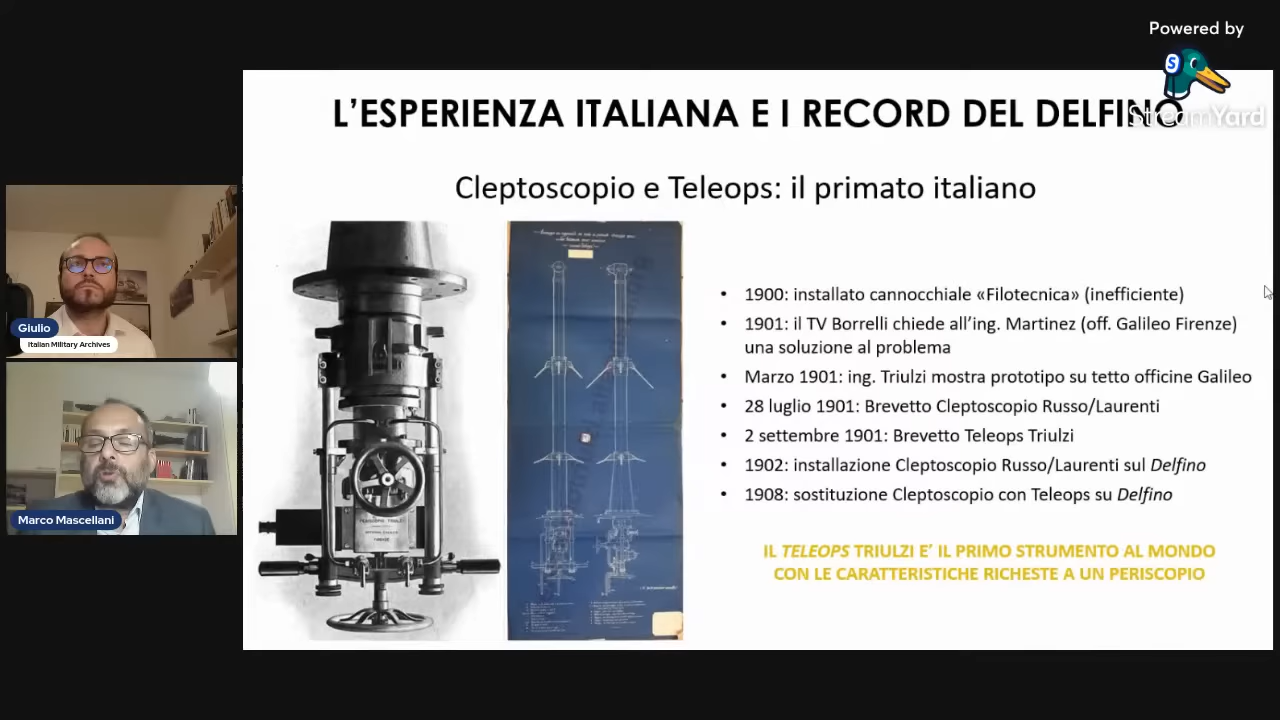 Powered by
StreamYard
L'ESPERIENZA ITALIANA E I RECORD DEL DELFINO
Cleptoscopio e Teleops: il primato italiano
• 1900: installato cannocchiale «Filotecnica» (inefficiente)
• 1901: il TV Borrelli chiede all'ing. Martinez (off. Galileo Firenze)
una soluzione al problema
• Marzo 1901: ing. Triulzi mostra prototipo su tetto officine Galileo
• 28 luglio 1901: Brevetto Cleptoscopio Russo/Laurenti
• 2 settembre 1901: Brevetto Teleops Triulzi
• 1902: installazione Cleptoscopio Russo/Laurenti sul Delfino
• 1908: sostituzione Cleptoscopio con Teleops su Delfino
IL TELEOPS TRIULZI E' IL PRIMO STRUMENTO AL MONDO
CON LE CARATTERISTICHE RICHESTE A UN PERISCOPIO
Giulio
Italian Military Archives
Marco Mascellani